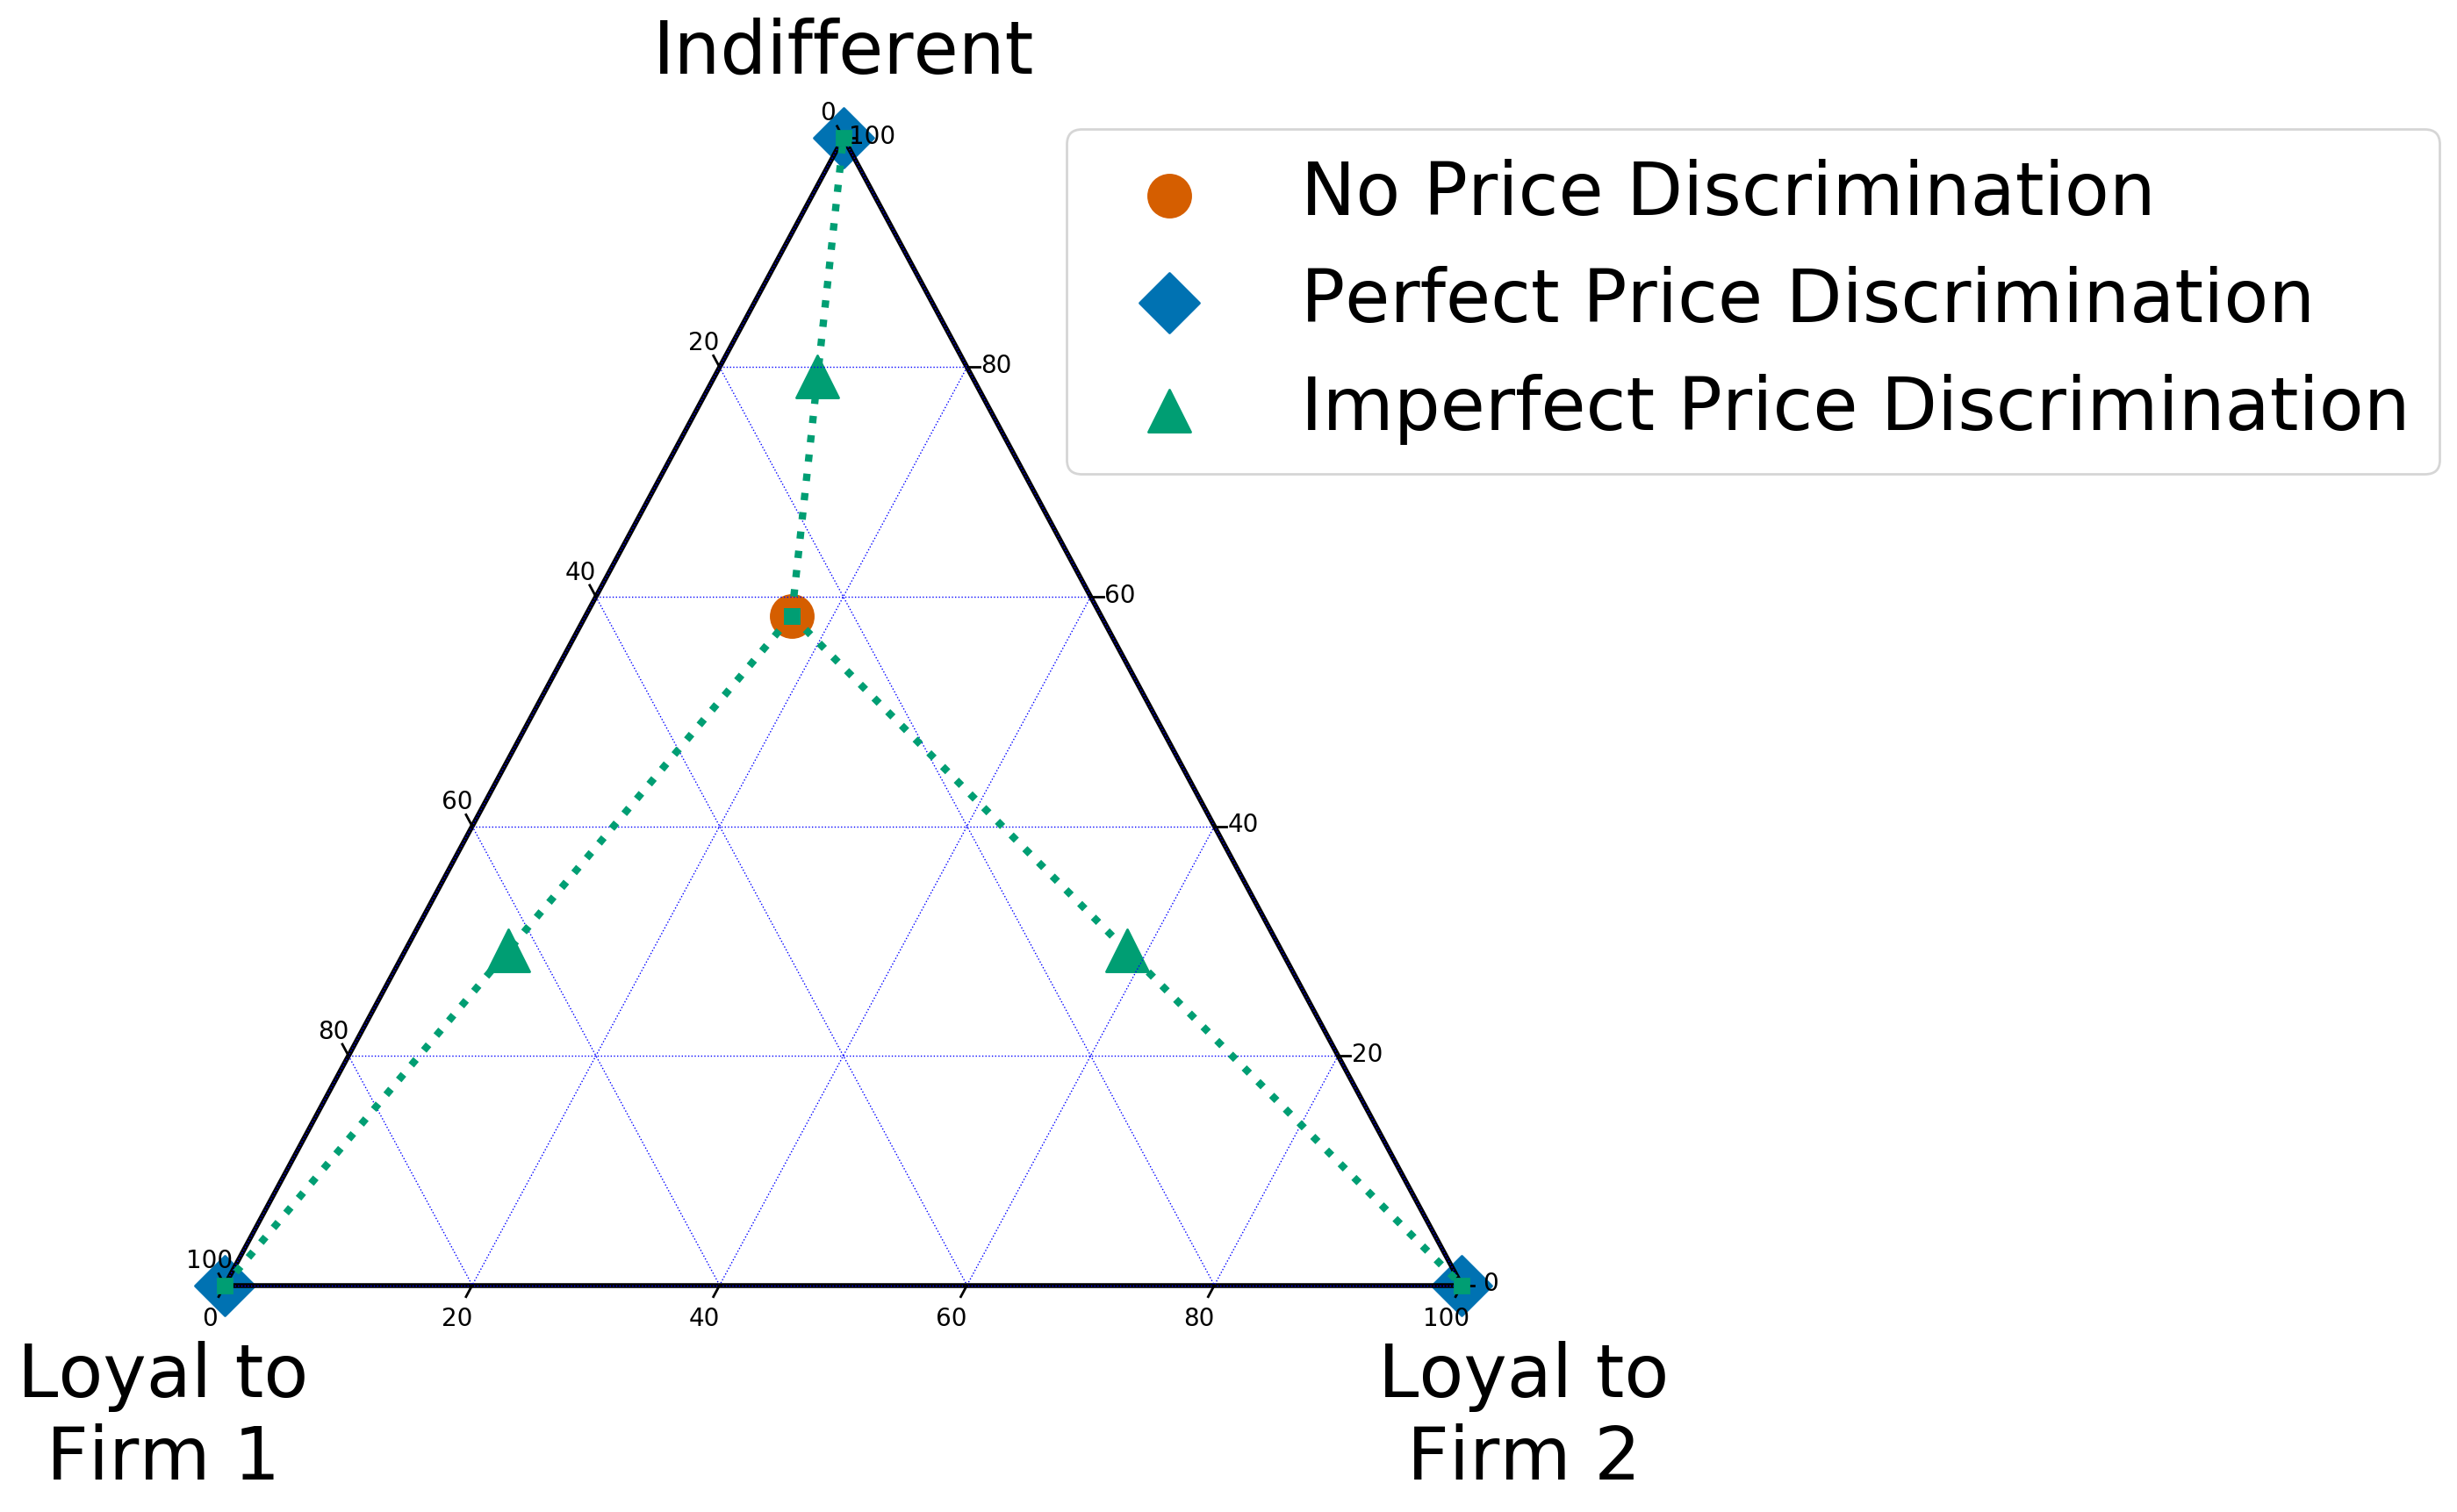 Indifferent
0
100
No Price Discrimination
Perfect Price Discrimination
Imperfect Price Discrimination
20
80
40
60
60
40
80
20
100
0
0
20
40
60
80
100
Loyal to
Firm 1
Loyal to
Firm 2